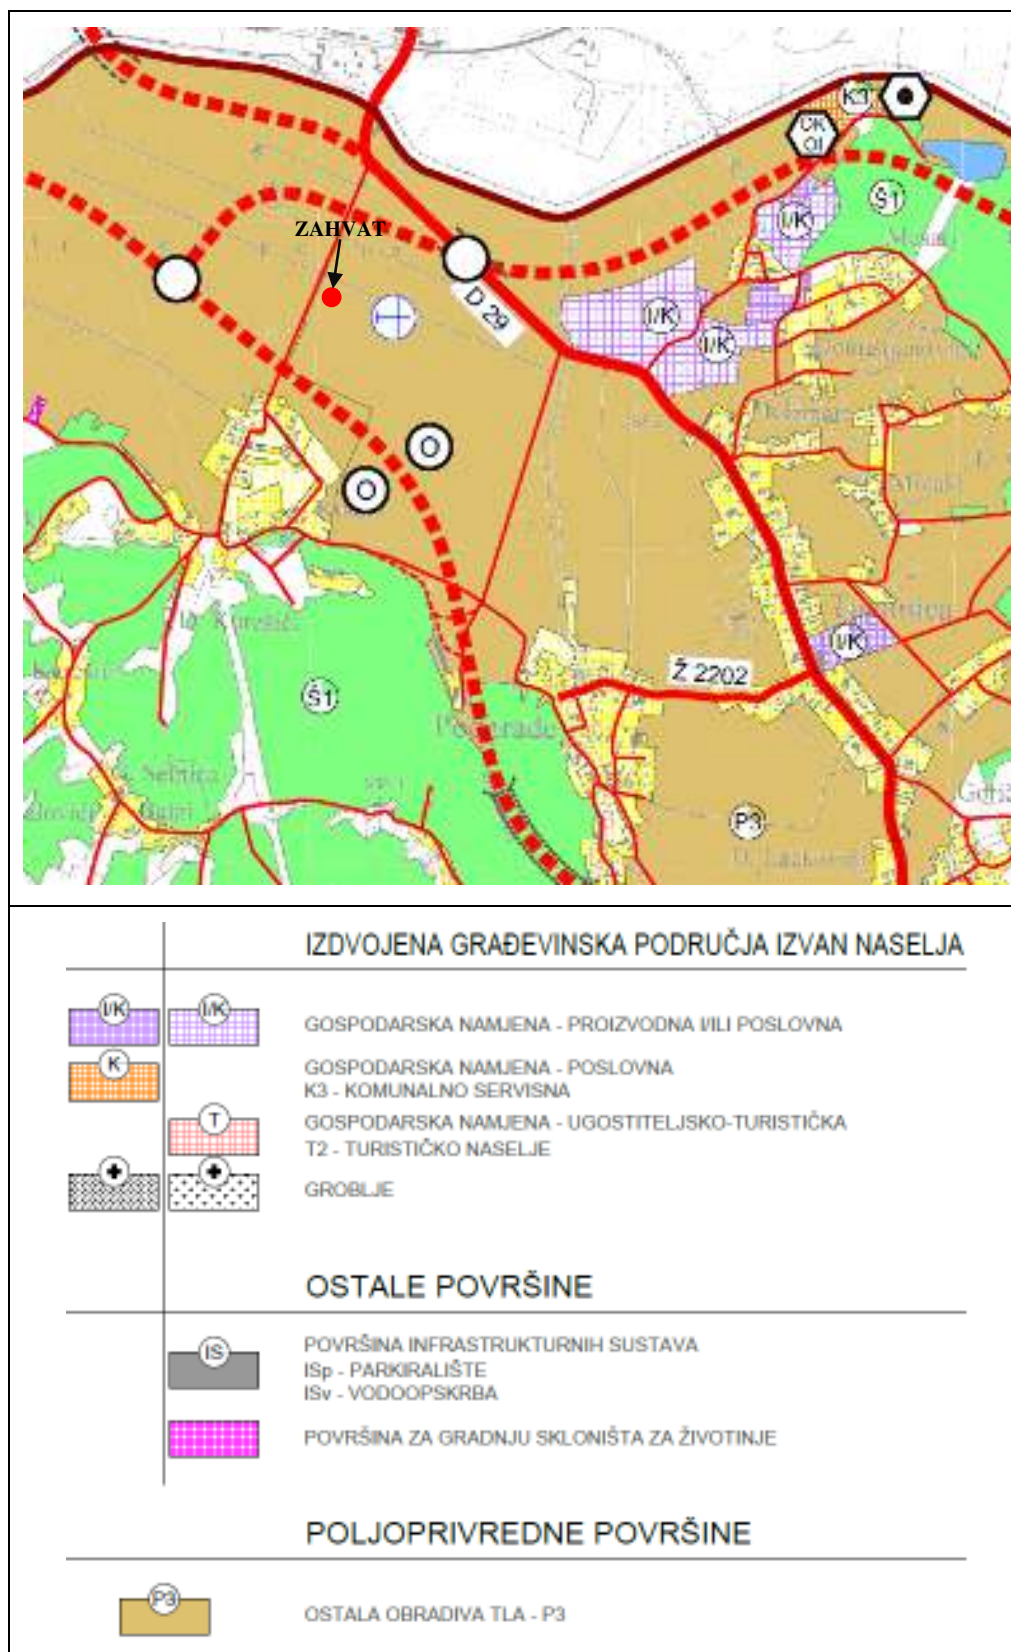 K3
OK
OI
Š1
I/K
ZAHVAT
D 29
I/K
I/K
O
O
I/K
Ž 2202
Š1
P3
IZDVOJENA GRAĐEVINSKA PODRUČJA IZVAN NASELJA
I/K I/K
GOSPODARSKA NAMJENA - PROIZVODNA I/ILI POSLOVNA
K
GOSPODARSKA NAMJENA - POSLOVNA
K3 - KOMUNALNO SERVISNA
T
GOSPODARSKA NAMJENA - UGOSTITELJSKO-TURISTIČKA
T2 - TURISTIČKO NASELJE
GROBLJE
OSTALE POVRŠINE
IS
POVRŠINA INFRASTRUKTURNIH SUSTAVA
ISp - PARKIRALIŠTE
ISv - VODOOPSKRBA
POVRŠINA ZA GRADNJU SKLONIŠTA ZA ŽIVOTINJE
POLJOPRIVREDNE POVRŠINE
P3
OSTALA OBRADIVA TLA - P3